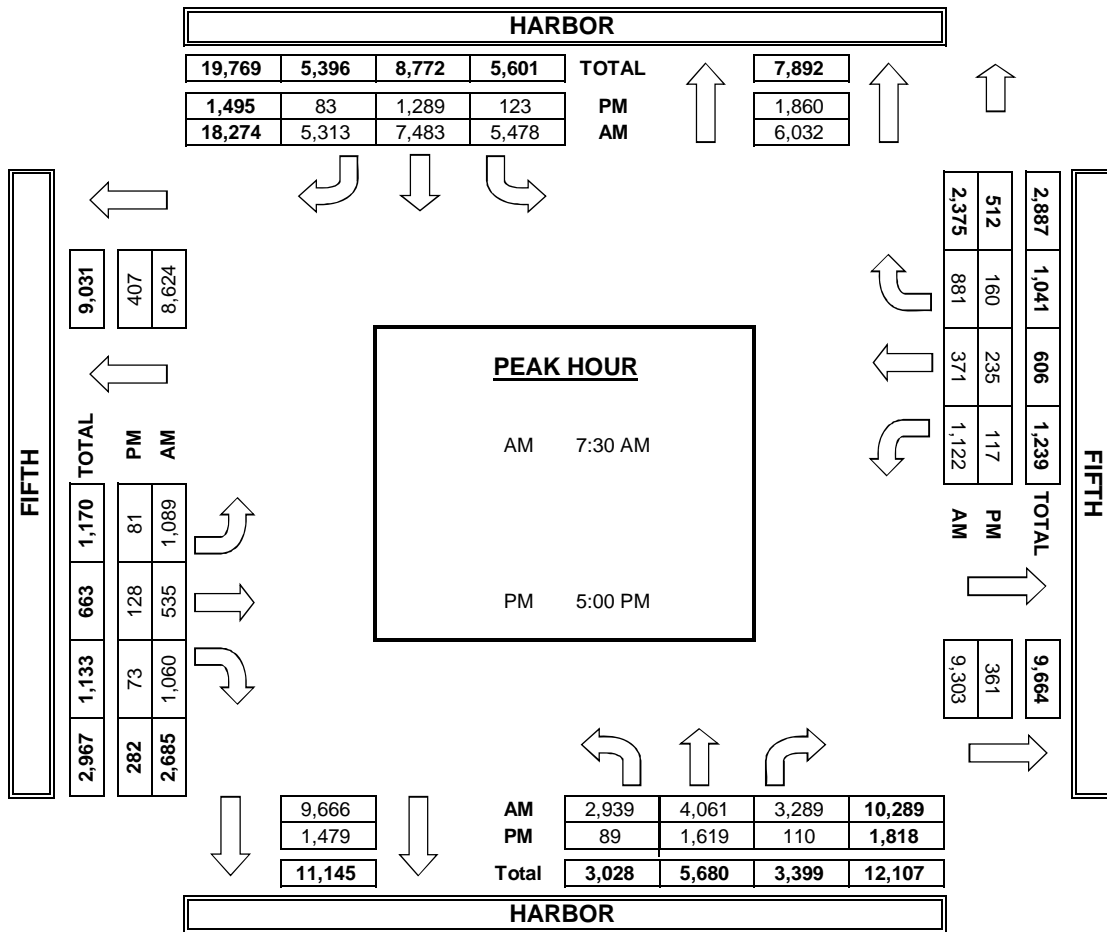 HARBOR
19,769 5,396 8,772 5,601 TOTAL 7,892
1,495 83 1,289 123 PM 1,860
18,274 5,313 7,483 5,478 AM 6,032
FIFTH
9,031 407 8,624
TOTAL PM AM
1,170 81 1,089
663 128 535
1,133 73 1,060
2,967 282 2,685
PEAK HOUR
AM 7:30 AM
PM 5:00 PM
2,375 512 2,887
881 160 1,041
371 235 606
1,122 117 1,239
AM PM TOTAL
9,303 361 9,664
FIFTH
9,666 AM 2,939 4,061 3,289 10,289
1,479 PM 89 1,619 110 1,818
11,145 Total 3,028 5,680 3,399 12,107
HARBOR